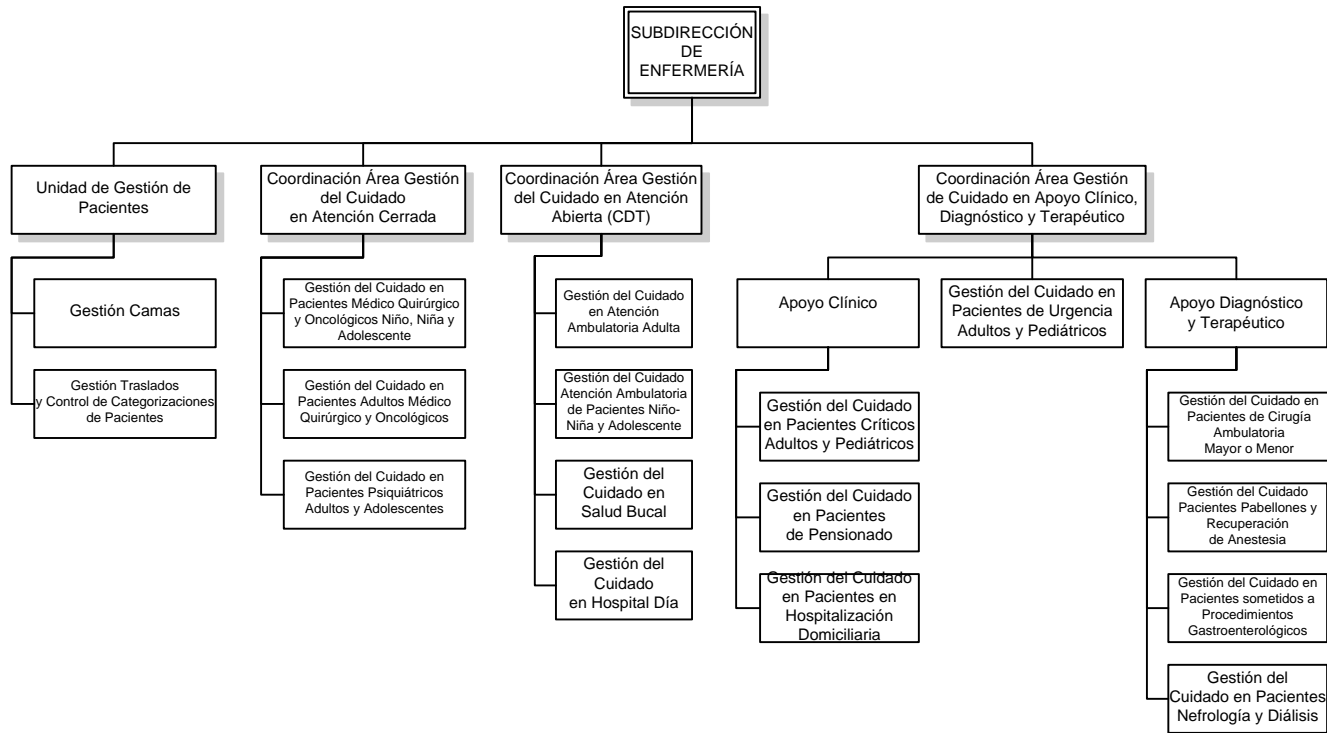 SUBDIRECCIÓN
DE
ENFERMERÍA
Unidad de Gestión de
Pacientes
Coordinación Área Gestión
del Cuidado
en Atención Cerrada
Coordinación Área Gestión
del Cuidado en Atención
Abierta (CDT)
Coordinación Área Gestión
de Cuidado en Apoyo Clínico,
Diagnóstico y Terapéutico
Gestión Camas
Gestión Traslados
y Control de Categorizaciones
de Pacientes
Gestión del Cuidado en
Pacientes Médico Quirúrgico
y Oncológicos Niño, Niña y
Adolescente
Gestión del Cuidado en
Pacientes Adultos Médico
Quirúrgico y Oncológicos
Gestión del Cuidado en
Pacientes Psiquiátricos
Adultos y Adolescentes
Gestión del Cuidado
en Atención
Ambulatoria Adulta
Gestión del Cuidado
Atención Ambulatoria
de Pacientes Niño-
Niña y Adolescente
Gestión del
Cuidado en
Salud Bucal
Gestión del
Cuidado
en Hospital Día
Apoyo Clínico
Gestión del Cuidado en
Pacientes de Urgencia
Adultos y Pediátricos
Apoyo Diagnóstico
y Terapéutico
Gestión del Cuidado
en Pacientes Críticos
Adultos y Pediátricos
Gestión del Cuidado
en Pacientes
de Pensionado
Gestión del Cuidado
en Pacientes en
Hospitalización
Domiciliaria
Gestión del Cuidado en
Pacientes de Cirugía
Ambulatoria
Mayor o Menor
Gestión del Cuidado
Pacientes Pabellones y
Recuperación
de Anestesia
Gestión del Cuidado en
Pacientes sometidos a
Procedimientos
Gastroenterológicos
Gestión del
Cuidado en Pacientes
Nefrología y Diálisis